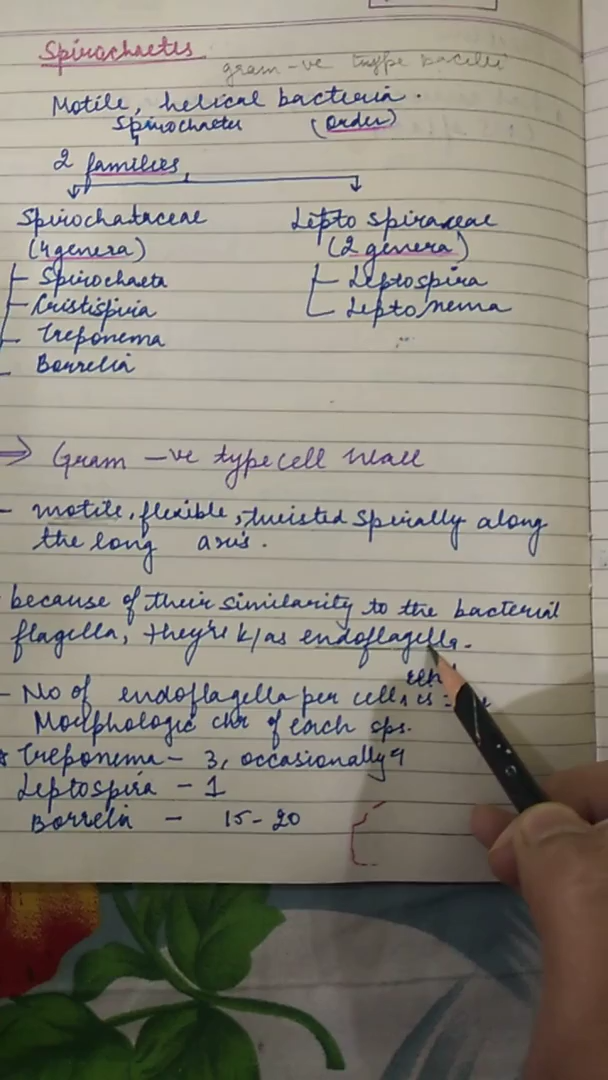 Spirochaetes
gram -ve type bacilli
Motile, helical bacteria.
Spirochaetes (order)
2 families
Spirochataceae Leptospiraceae
(4 genera) (2 genera)
Spirochaeta Leptospira
Cristispiria Leptonema
Treponema
Borrelia
⇒ Gram -ve type cell wall
- motile, flexible, twisted spirally along
the long axis.
because of their similarity to the bacterial
flagella, they're k/as endoflagella.
- No of endoflagella per cell, is
Morphologic chr of each sps.
* Treponema - 3, occasionally 4
Leptospira - 1
Borrelia - 15-20